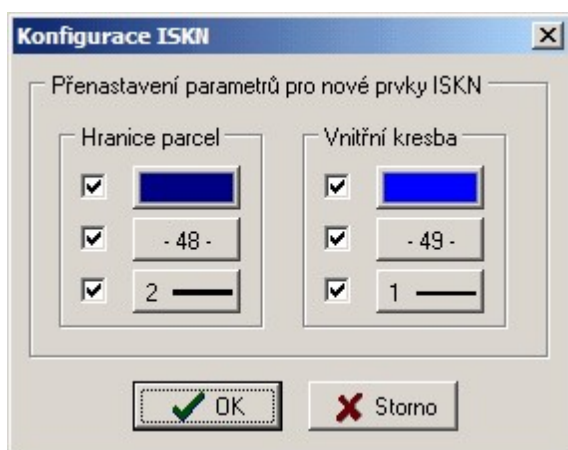 Konfigurace ISKN
Přenastavení parametrů pro nové prvky ISKN
Hranice parcel
Vnitřní kresba
- 48 -
- 49 -
2
1
OK
Storno